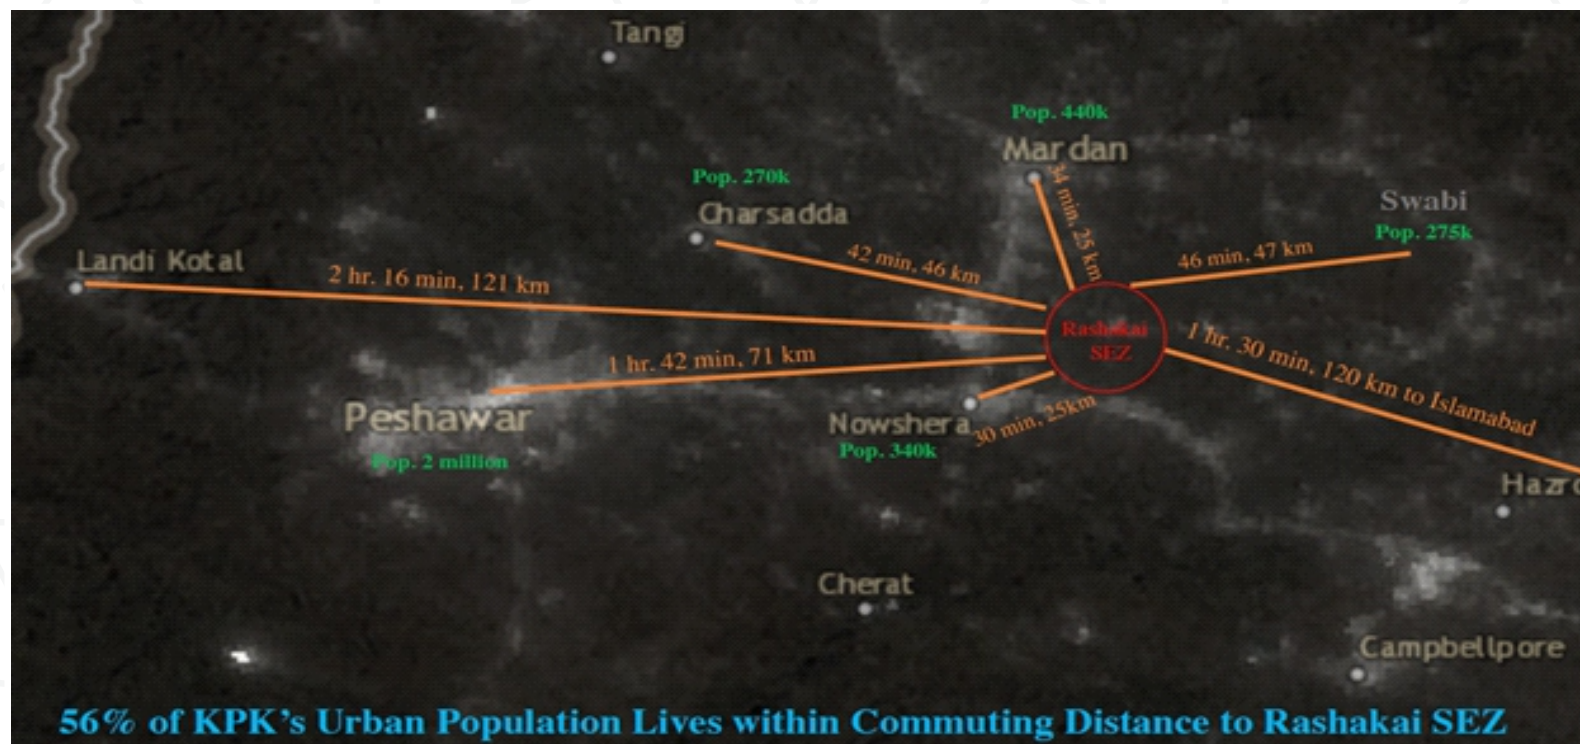 Tangi
Pop. 440k
Mardan
34 min, 25 km
Pop. 270k
Charsadda
42 min, 46 km
Swabi
Pop. 275k
46 min, 47 km
Landi Kotal
2 hr. 16 min, 121 km
Rashakai
SEZ
1 hr. 30 min, 120 km to Islamabad
1 hr. 42 min, 71 km
Peshawar
Pop. 2 million
Nowshera
30 min, 25km
Pop. 340k
Hazro
Cherat
Campbellpore
56% of KPK’s Urban Population Lives within Commuting Distance to Rashakai SEZ